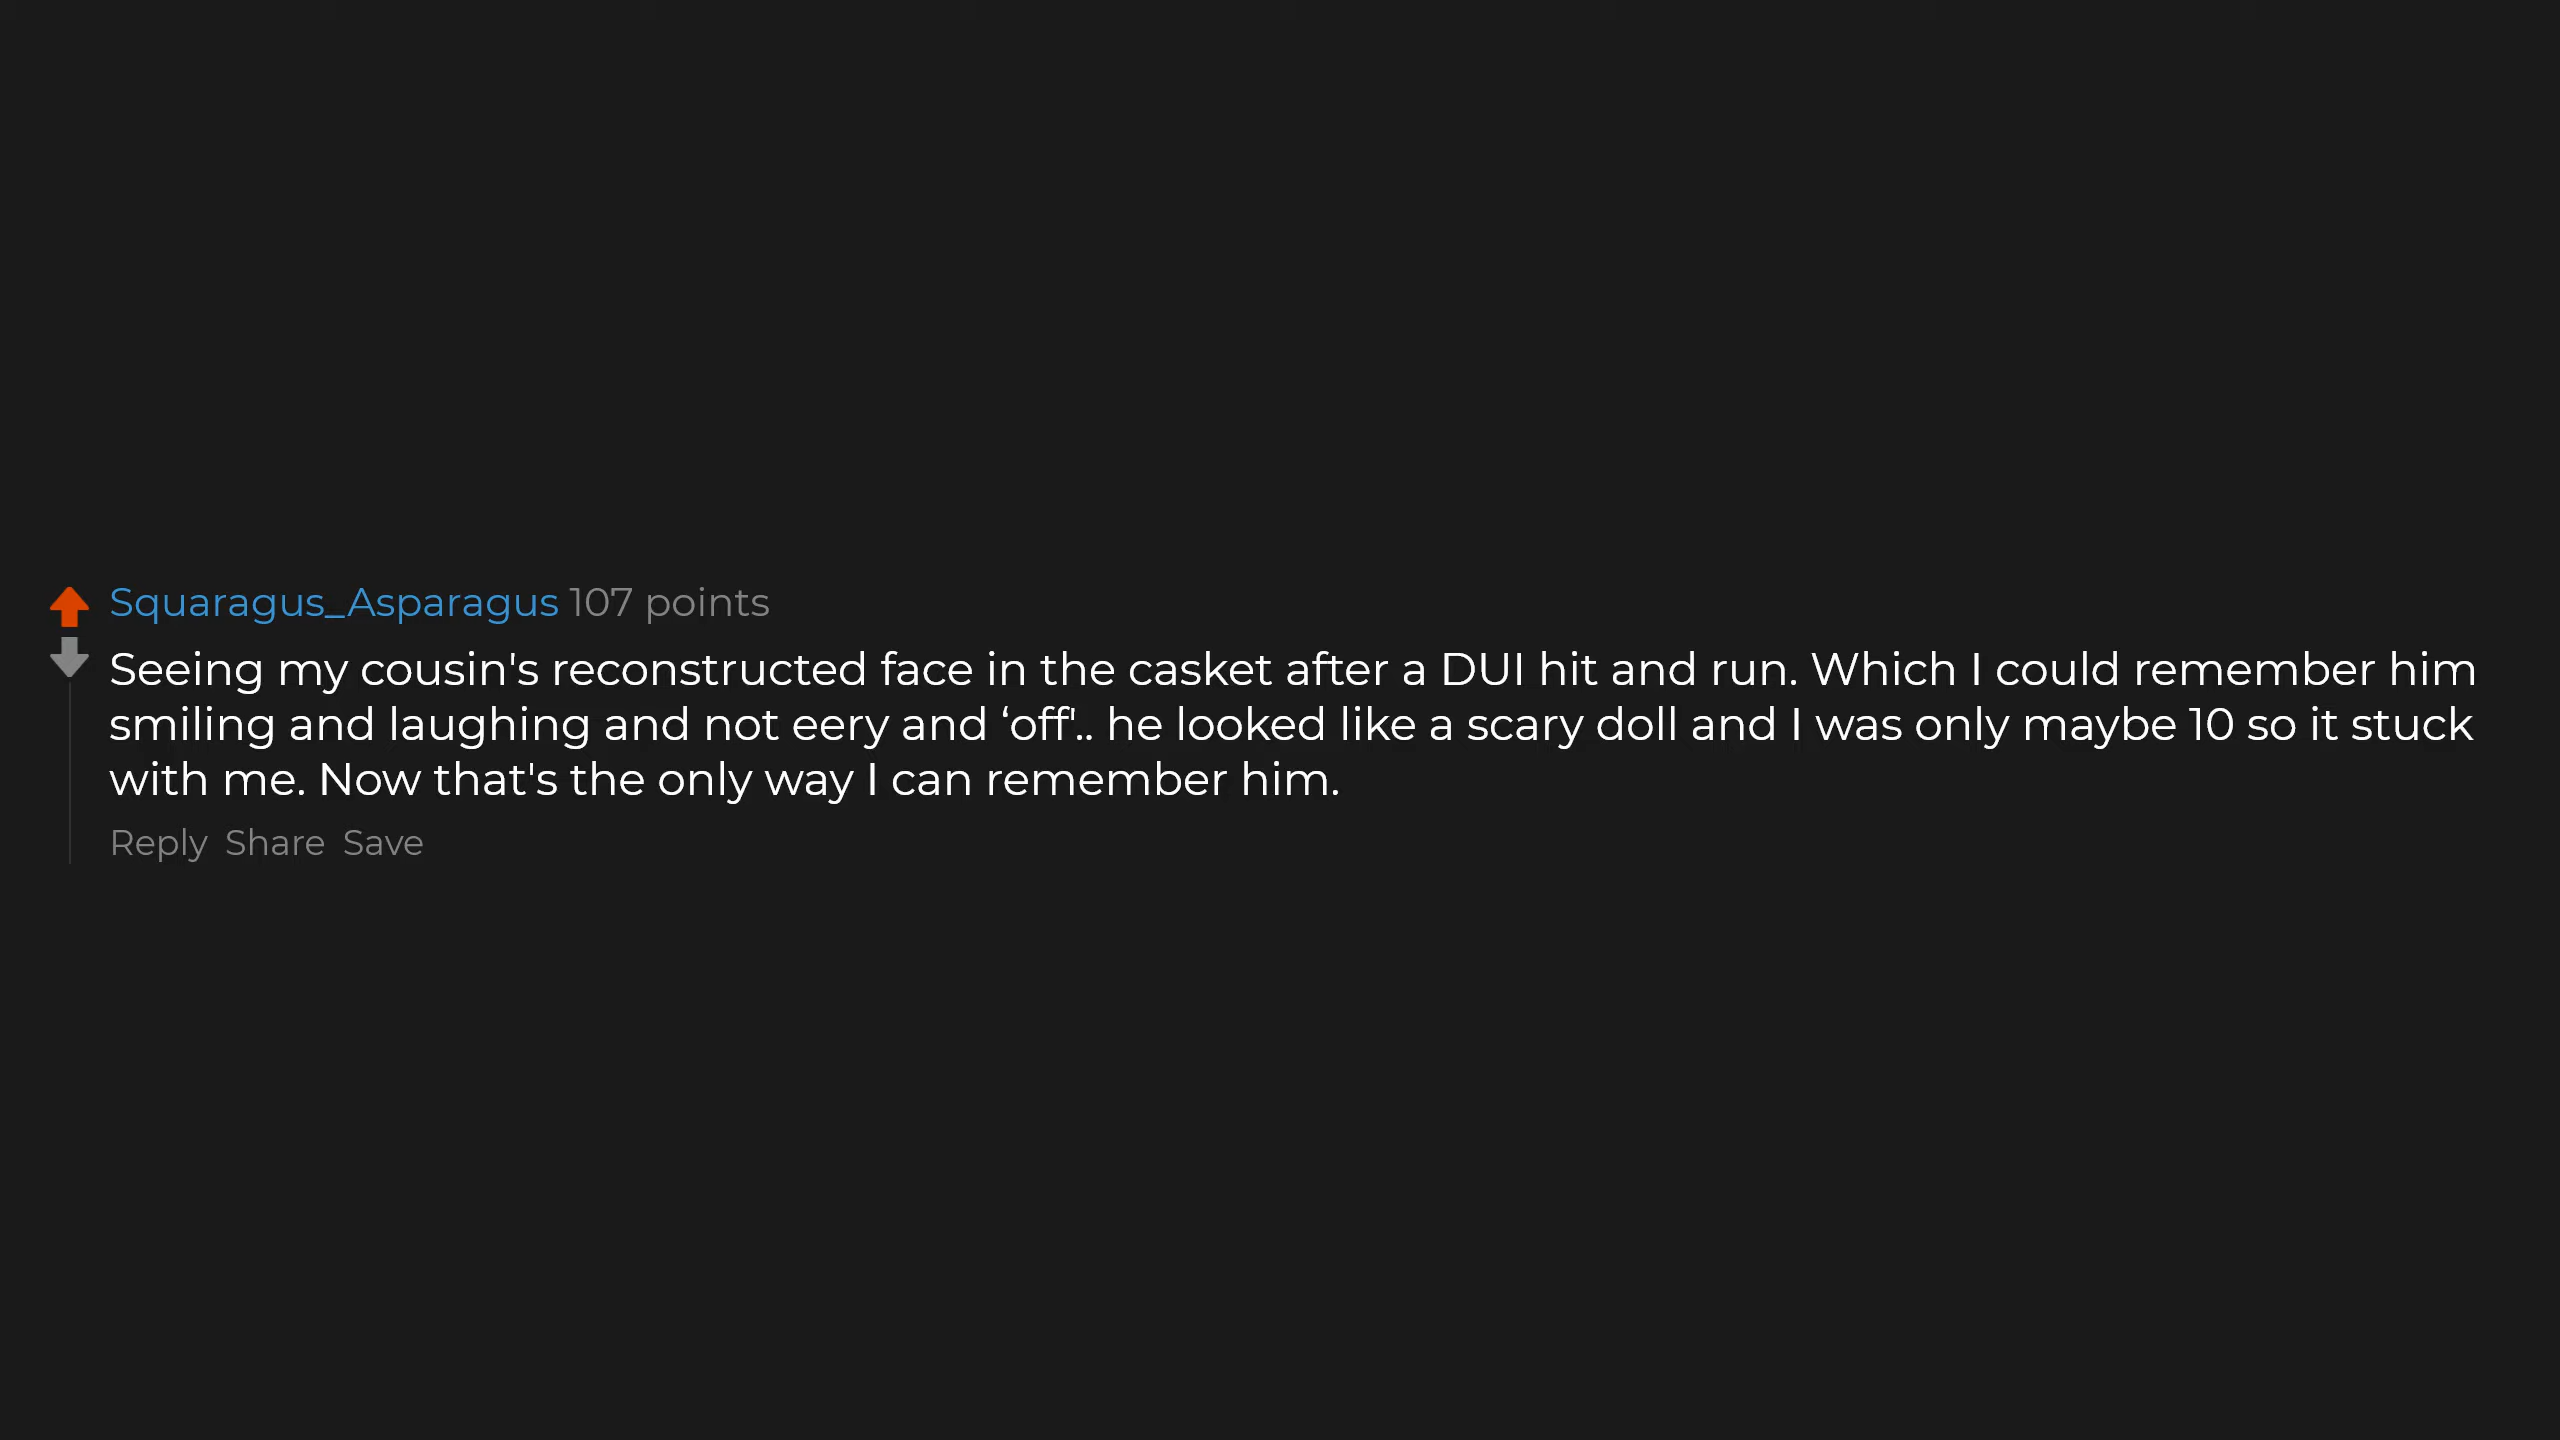 Squaragus_Asparagus 107 points
Seeing my cousin's reconstructed face in the casket after a DUI hit and run. Which I could remember him
smiling and laughing and not eery and ‘off'.. he looked like a scary doll and I was only maybe 10 so it stuck
with me. Now that's the only way I can remember him.
Reply Share Save